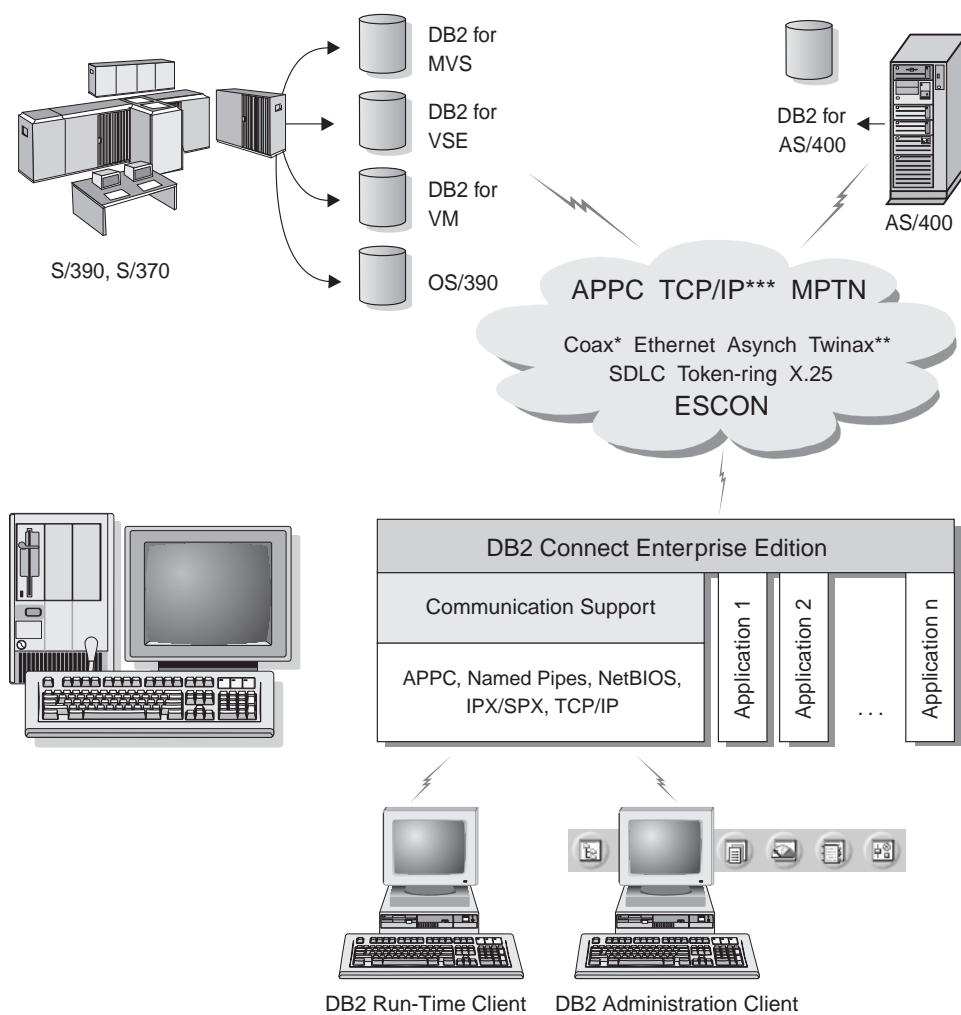 DB2 for
MVS
DB2 for
VSE
DB2 for
VM
OS/390
S/390, S/370
DB2 for
AS/400
AS/400
APPC TCP/IP*** MPTN
Coax* Ethernet Asynch Twinax**
SDLC Token-ring X.25
ESCON
DB2 Connect Enterprise Edition
Communication Support
APPC, Named Pipes, NetBIOS,
IPX/SPX, TCP/IP
Application 1
Application 2
...
Application n
DB2 Run-Time Client
DB2 Administration Client